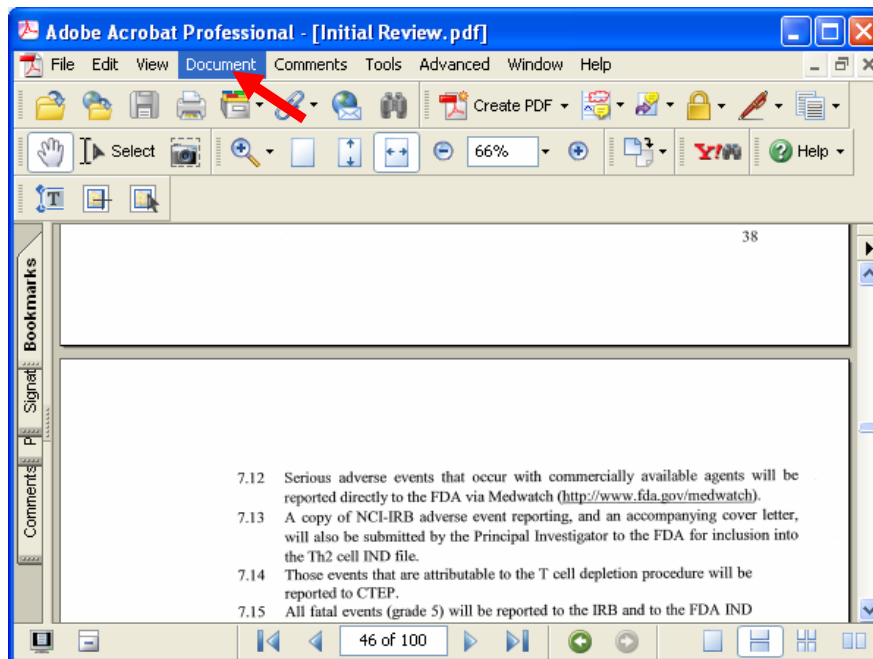 Adobe Acrobat Professional - [Initial Review.pdf]
File Edit View Document Comments Tools Advanced Window Help
Create PDF
Select 66% Y! Help
T
38
Bookmarks
Signat
P
Comments
7.12 Serious adverse events that occur with commercially available agents will be
reported directly to the FDA via Medwatch (http://www.fda.gov/medwatch).
7.13 A copy of NCI-IRB adverse event reporting, and an accompanying cover letter,
will also be submitted by the Principal Investigator to the FDA for inclusion into
the Th2 cell IND file.
7.14 Those events that are attributable to the T cell depletion procedure will be
reported to CTEP.
7.15 All fatal events (grade 5) will be reported to the IRB and to the FDA IND
46 of 100